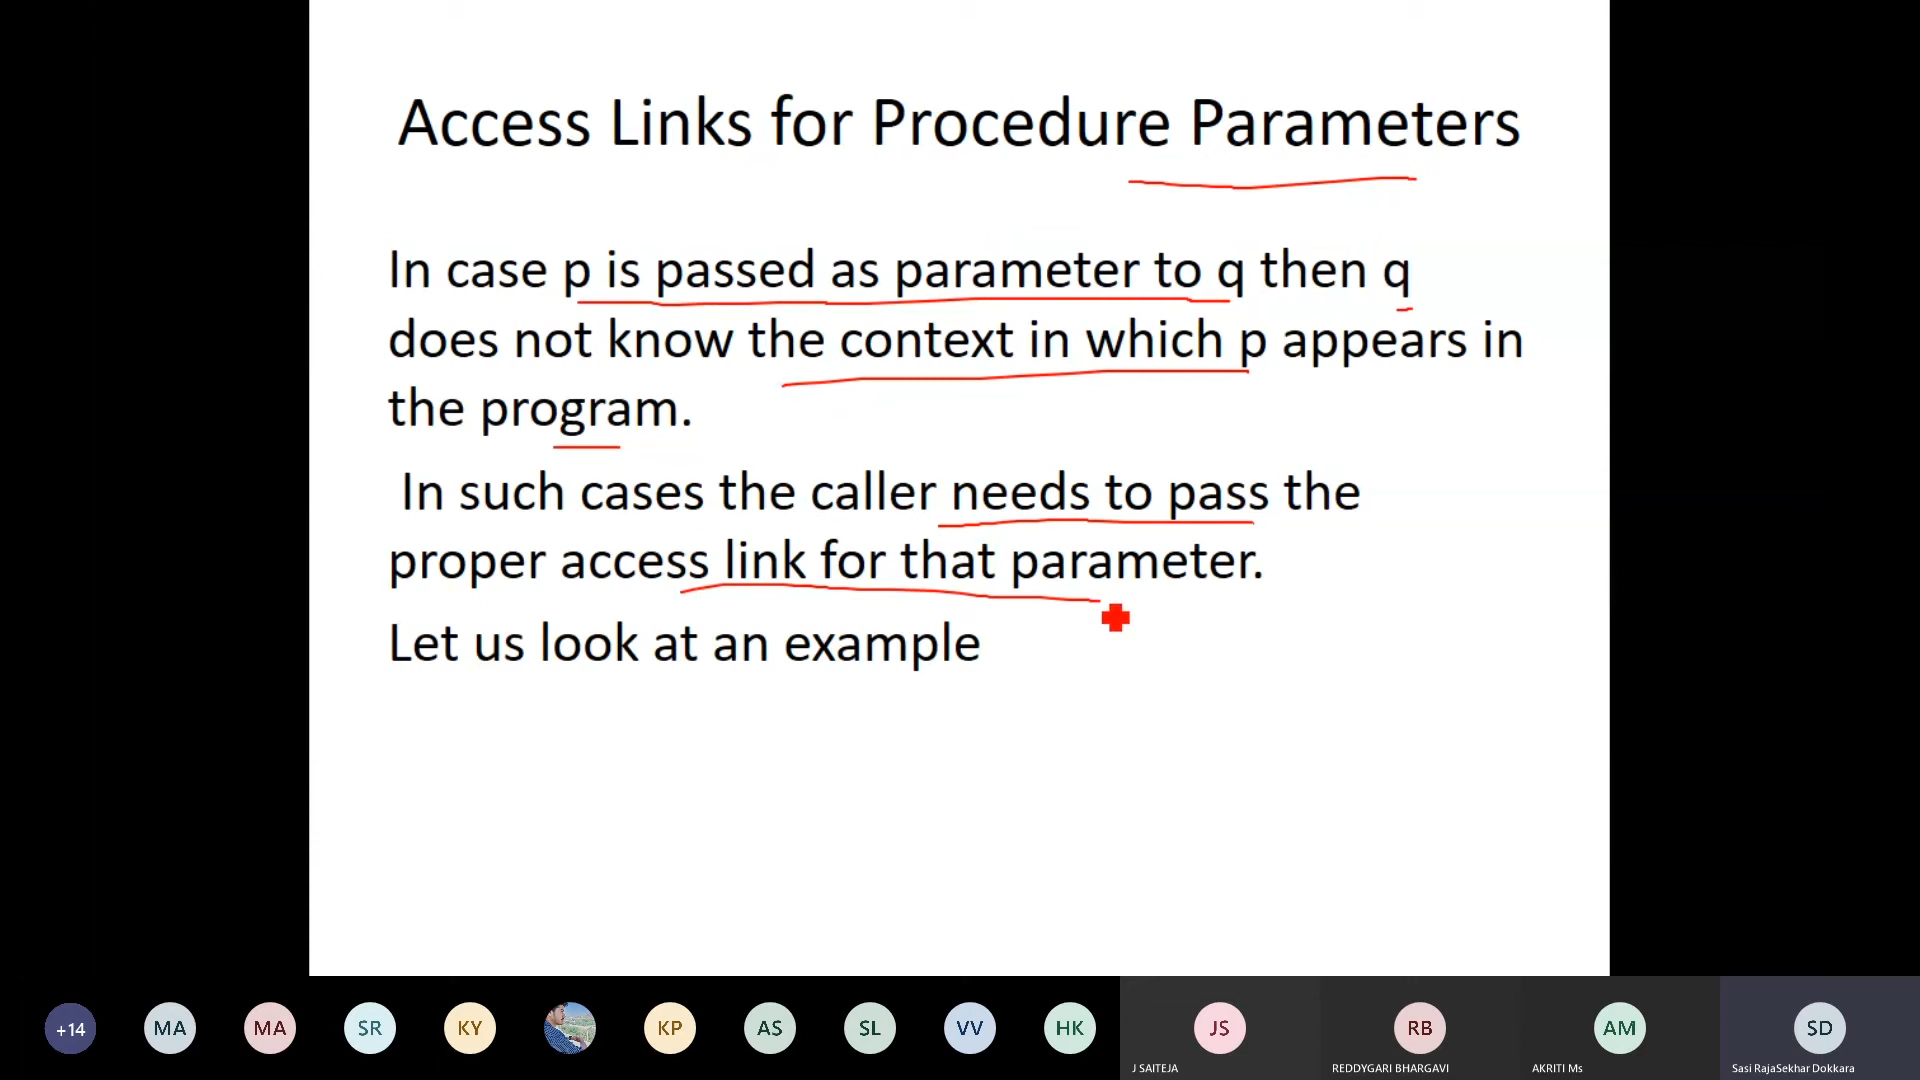 Access Links for Procedure Parameters
In case p is passed as parameter to q then q
does not know the context in which p appears in
the program.
In such cases the caller needs to pass the
proper access link for that parameter.
Let us look at an example
+14 MA MA SR KY KP AS SL VV HK JS RB AM SD
J SAITEJA REDDYGARI BHARGAVI AKRITI Ms Sasi RajaSekhar Dokkara